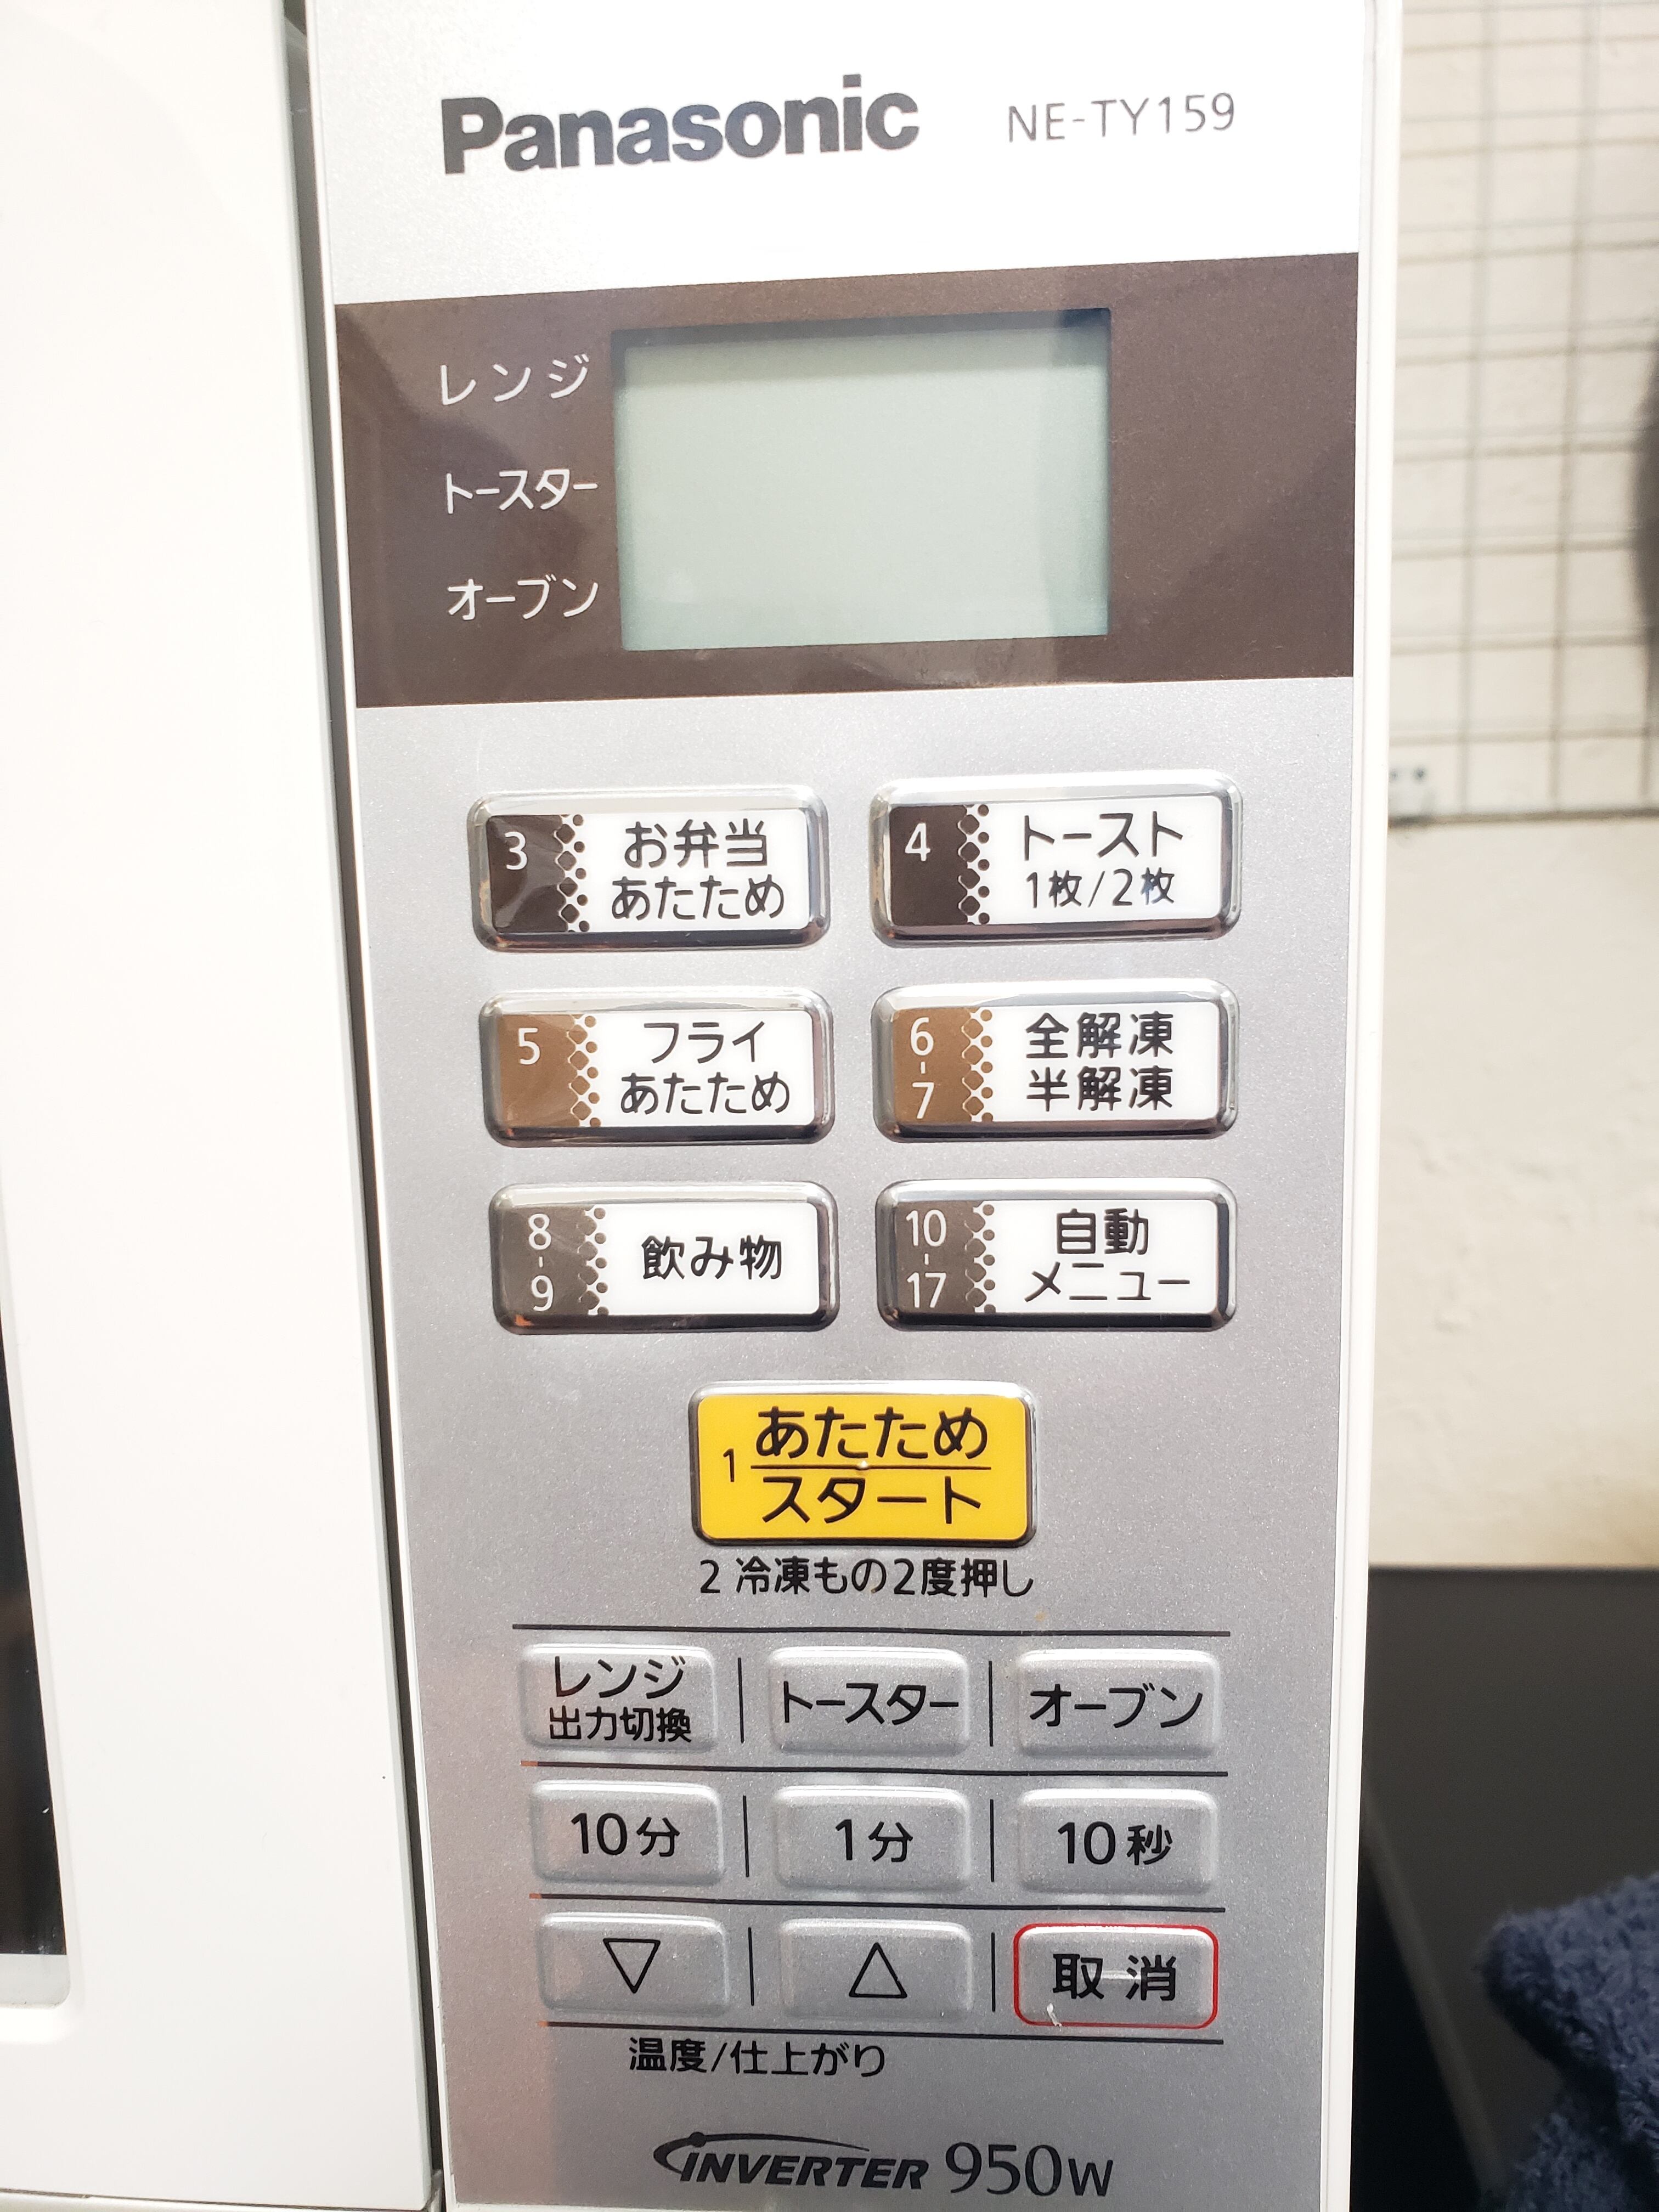 Panasonic NE-TY159
レンジ
トースター
オーブン
3 お弁当
あたため
4 トースト
1枚/2枚
5 フライ
あたため
6-7 全解凍
半解凍
8-9 飲み物
10-17 自動
メニュー
1 あたため
スタート
2 冷凍もの2度押し
レンジ
出力切換
トースター
オーブン
10分 1分 10秒
▽ △ 取消
温度/仕上がり
INVERTER 950W